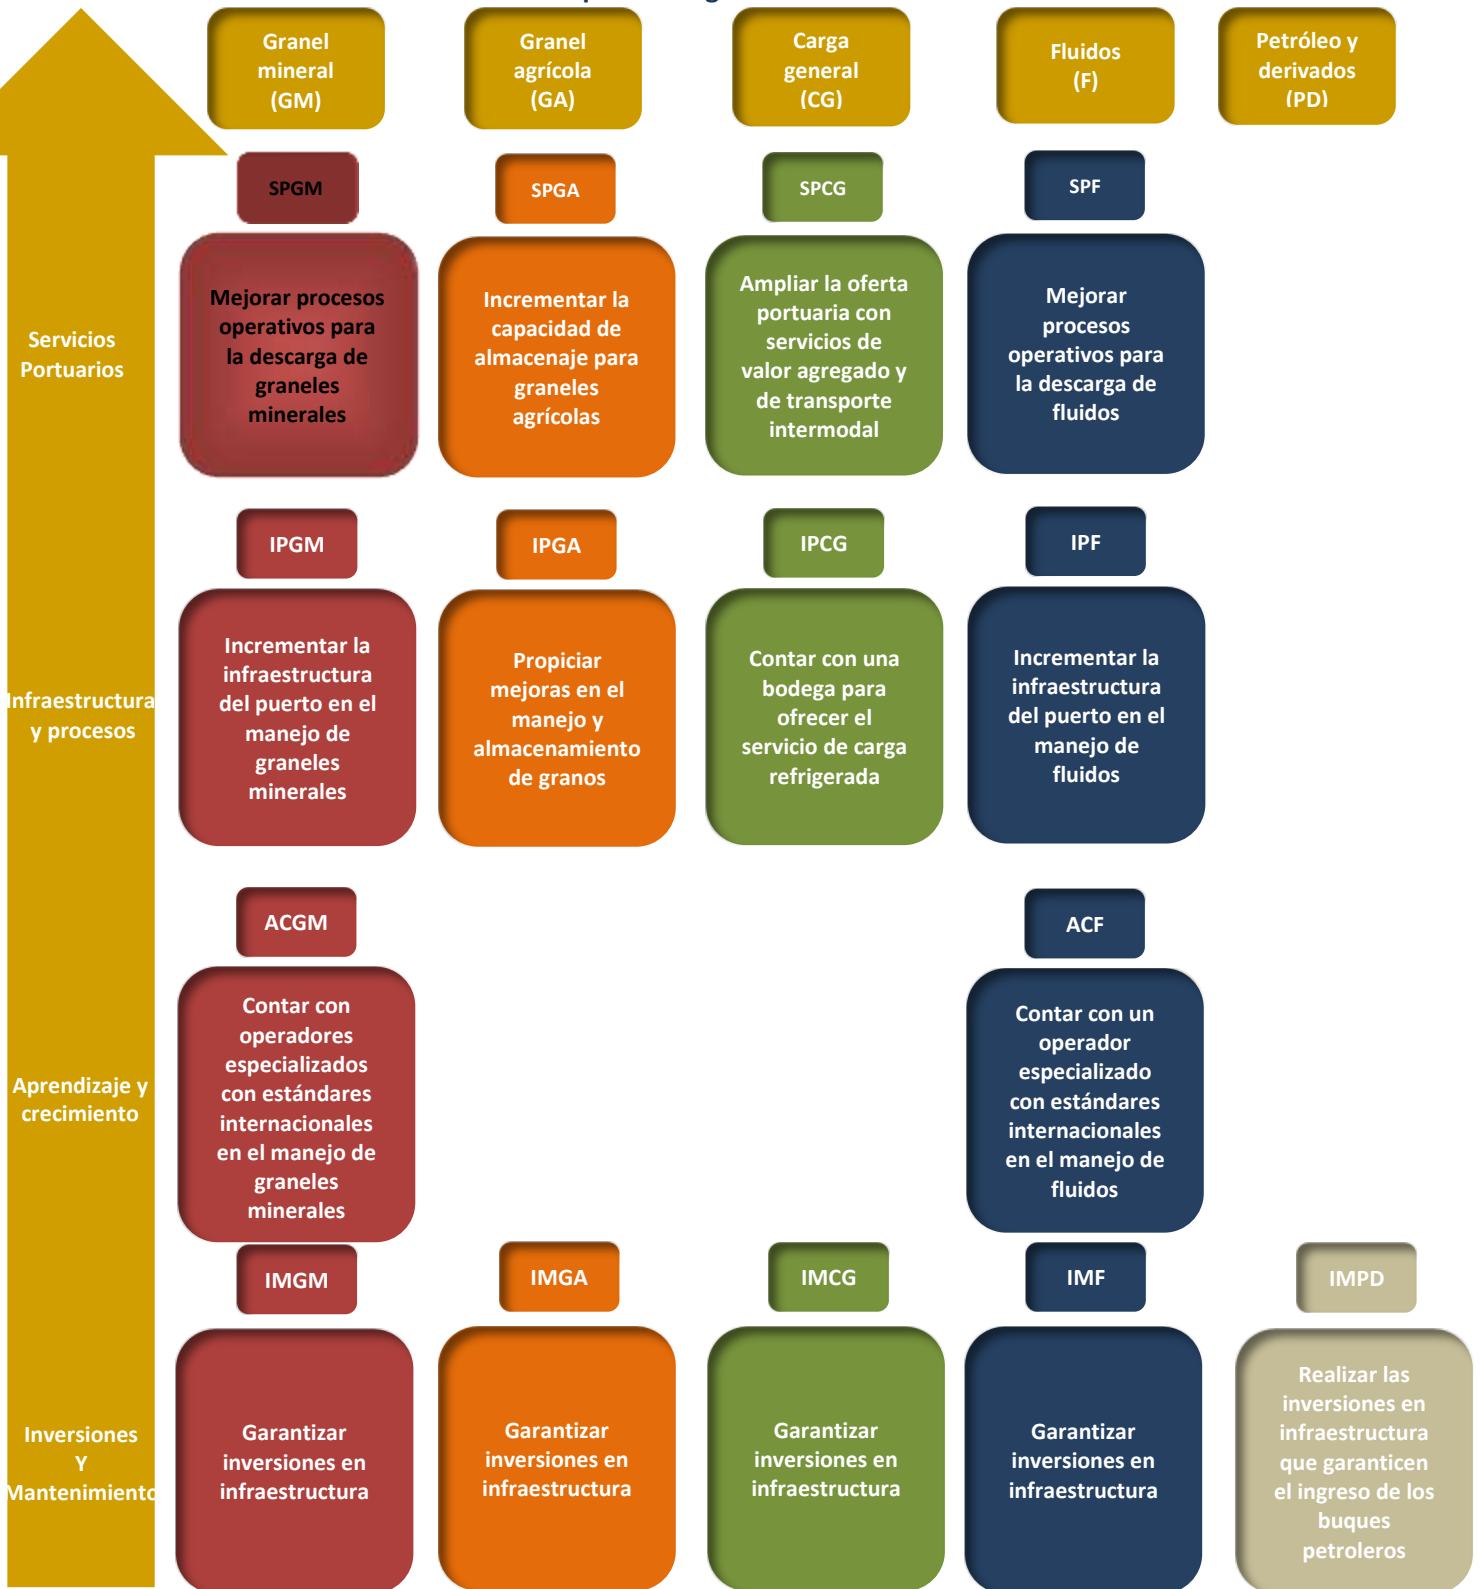 Granel
mineral
(GM)
Granel
agrícola
(GA)
Carga
general
(CG)
Fluidos
(F)
Petróleo y
derivados
(PD)
Servicios
Portuarios
SPGM
Mejorar procesos
operativos para
la descarga de
graneles
minerales
SPGA
Incrementar la
capacidad de
almacenaje para
graneles
agrícolas
SPCG
Ampliar la oferta
portuaria con
servicios de
valor agregado y
de transporte
intermodal
SPF
Mejorar
procesos
operativos para
la descarga de
fluidos
Infraestructura
y procesos
IPGM
Incrementar la
infraestructura
del puerto en el
manejo de
graneles
minerales
IPGA
Propiciar
mejoras en el
manejo y
almacenamiento
de granos
IPCG
Contar con una
bodega para
ofrecer el
servicio de carga
refrigerada
IPF
Incrementar la
infraestructura
del puerto en el
manejo de
fluidos
Aprendizaje y
crecimiento
ACGM
Contar con
operadores
especializados
con estándares
internacionales
en el manejo de
graneles
minerales
ACF
Contar con un
operador
especializado
con estándares
internacionales
en el manejo de
fluidos
Inversiones
Y
Mantenimiento
IMGM
Garantizar
inversiones en
infraestructura
IMGA
Garantizar
inversiones en
infraestructura
IMCG
Garantizar
inversiones en
infraestructura
IMF
Garantizar
inversiones en
infraestructura
IMPD
Realizar las
inversiones en
infraestructura
que garanticen
el ingreso de los
buques
petroleros